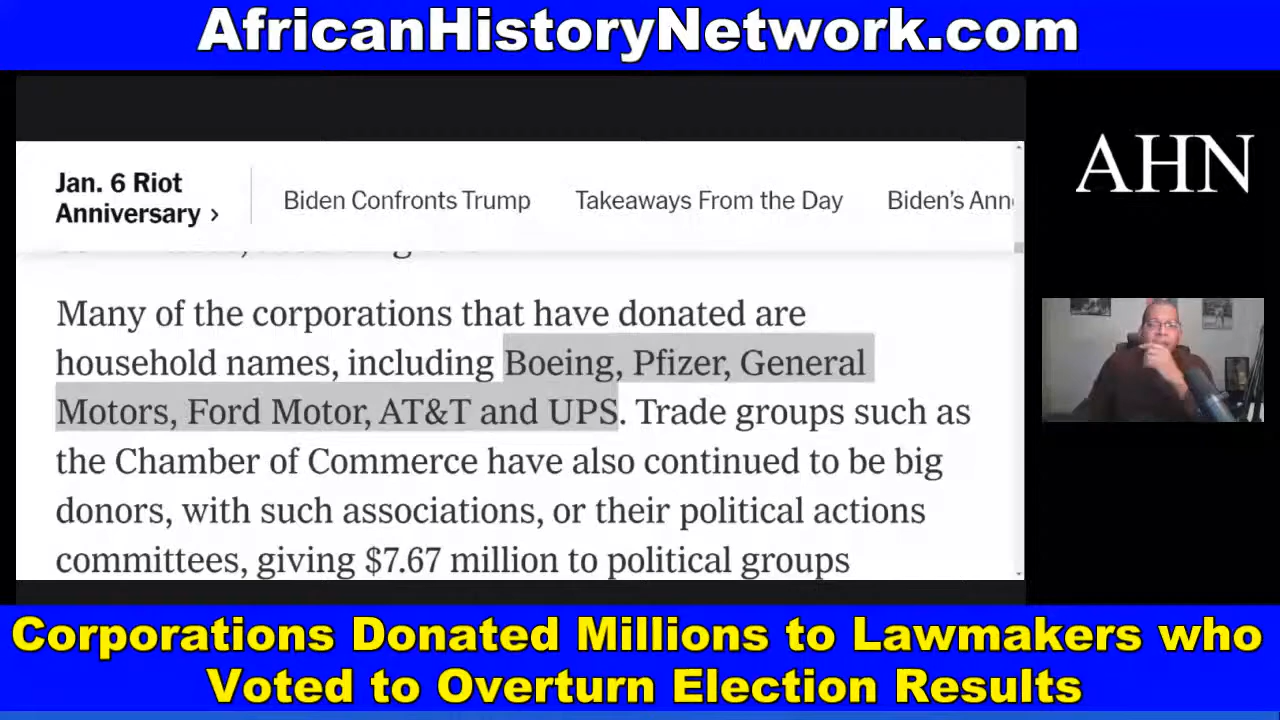 AfricanHistoryNetwork.com
AHN
Jan. 6 Riot
Anniversary ›
Biden Confronts Trump
Takeaways From the Day
Biden's Ann
Many of the corporations that have donated are
household names, including Boeing, Pfizer, General
Motors, Ford Motor, AT&T and UPS. Trade groups such as
the Chamber of Commerce have also continued to be big
donors, with such associations, or their political actions
committees, giving $7.67 million to political groups
Corporations Donated Millions to Lawmakers who
Voted to Overturn Election Results